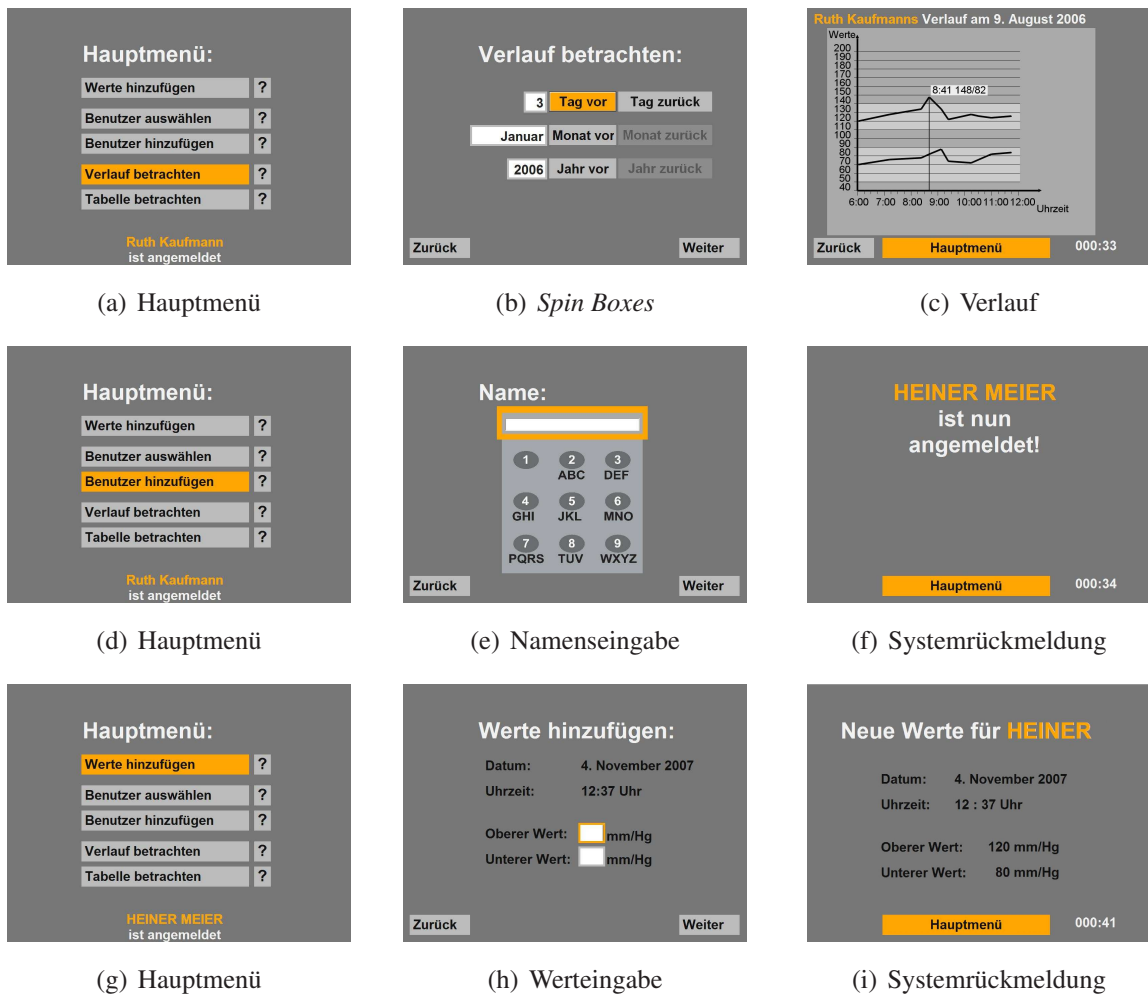 Hauptmenü:
Werte hinzufügen ?
Benutzer auswählen ?
Benutzer hinzufügen ?
Verlauf betrachten ?
Tabelle betrachten ?
Ruth Kaufmann
ist angemeldet
(a) Hauptmenü
Verlauf betrachten:
3 Tag vor Tag zurück
Januar Monat vor Monat zurück
2006 Jahr vor Jahr zurück
Zurück Weiter
(b) Spin Boxes
Ruth Kaufmanns Verlauf am 9. August 2006
Werte
200
190
180
170
160
150
140
130
120
110
100
90
80
70
60
50
40
8:41 148/82
6:00 7:00 8:00 9:00 10:00 11:00 12:00
Uhrzeit
Zurück Hauptmenü 000:33
(c) Verlauf
Hauptmenü:
Werte hinzufügen ?
Benutzer auswählen ?
Benutzer hinzufügen ?
Verlauf betrachten ?
Tabelle betrachten ?
Ruth Kaufmann
ist angemeldet
(d) Hauptmenü
Name:
1 2 3
ABC DEF
4 5 6
GHI JKL MNO
7 8 9
PQRS TUV WXYZ
Zurück Weiter
(e) Namenseingabe
HEINER MEIER
ist nun
angemeldet!
Hauptmenü 000:34
(f) Systemrückmeldung
Hauptmenü:
Werte hinzufügen ?
Benutzer auswählen ?
Benutzer hinzufügen ?
Verlauf betrachten ?
Tabelle betrachten ?
HEINER MEIER
ist angemeldet
(g) Hauptmenü
Werte hinzufügen:
Datum: 4. November 2007
Uhrzeit: 12:37 Uhr
Oberer Wert: mm/Hg
Unterer Wert: mm/Hg
Zurück Weiter
(h) Werteingabe
Neue Werte für HEINER
Datum: 4. November 2007
Uhrzeit: 12 : 37 Uhr
Oberer Wert: 120 mm/Hg
Unterer Wert: 80 mm/Hg
Hauptmenü 000:41
(i) Systemrückmeldung